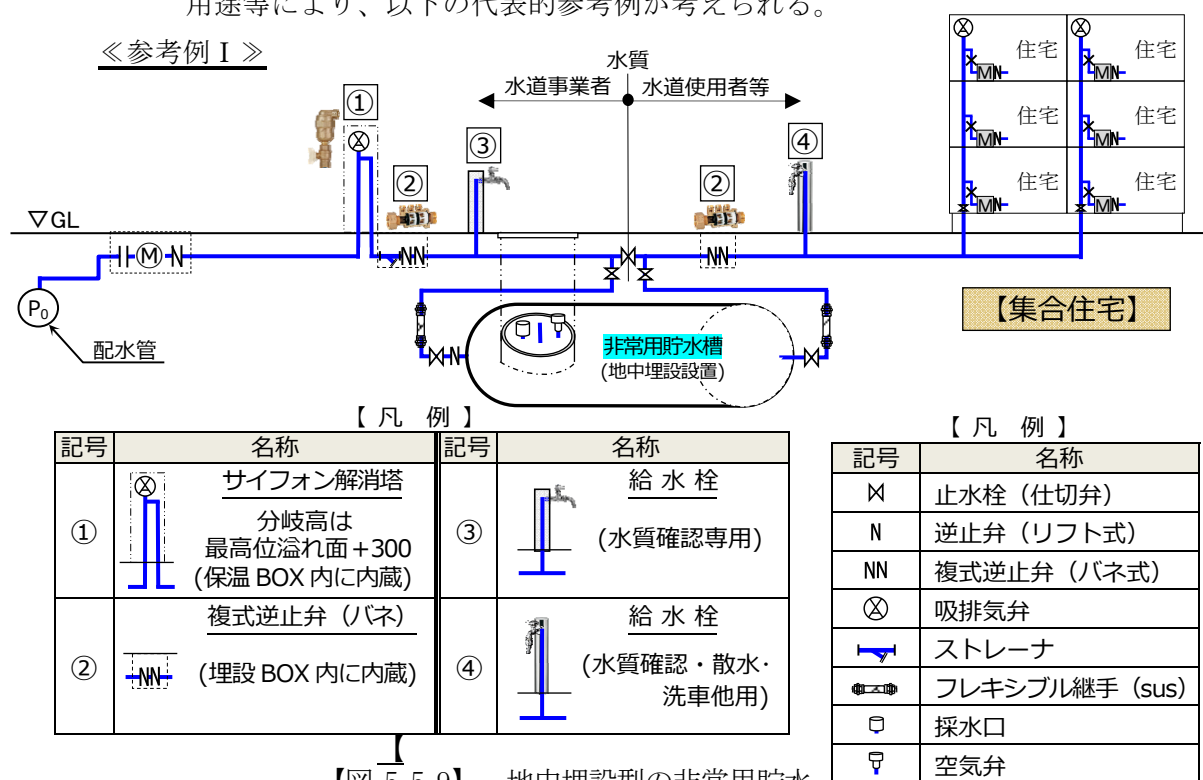 用途等により、以下の代表的参考例が考えられる。
≪参考例Ⅰ≫
水質
水道事業者 水道使用者等
① ③ ④
② ②
住宅 住宅
住宅 住宅
住宅 住宅
M N M N
M N M N
M N M N
▽GL
M N NN NN
P0
配水管
N
非常用貯水槽
(地中埋設設置)
【集合住宅】
【 凡 例 】
記号 名称 記号 名称
① サイフォン解消塔
分岐高は
最高位溢れ面+300
(保温 BOX 内に内蔵)
③ 給 水 栓
(水質確認専用)
② NN 複式逆止弁(バネ)
(埋設 BOX 内に内蔵)
④ 給 水 栓
(水質確認・散水・
洗車他用)
【 凡 例 】
記号 名称
止水栓(仕切弁)
N 逆止弁(リフト式)
NN 複式逆止弁(バネ式)
吸排気弁
ストレーナ
フレキシブル継手(sus)
採水口
空気弁
【
【図 5.5.9】 地中埋設型の非常用貯水